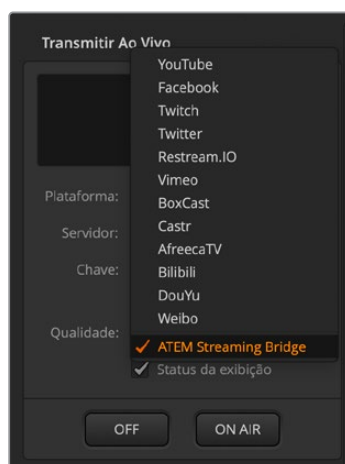 Transmitir Ao Vivo
YouTube
Facebook
Twitch
Twitter
Restream.IO
Vimeo
BoxCast
Plataforma:
Castr
Servidor:
AfreecaTV
Chave:
Bilibili
DouYu
Weibo
Qualidade:
ATEM Streaming Bridge
Status da exibição
OFF
ON AIR